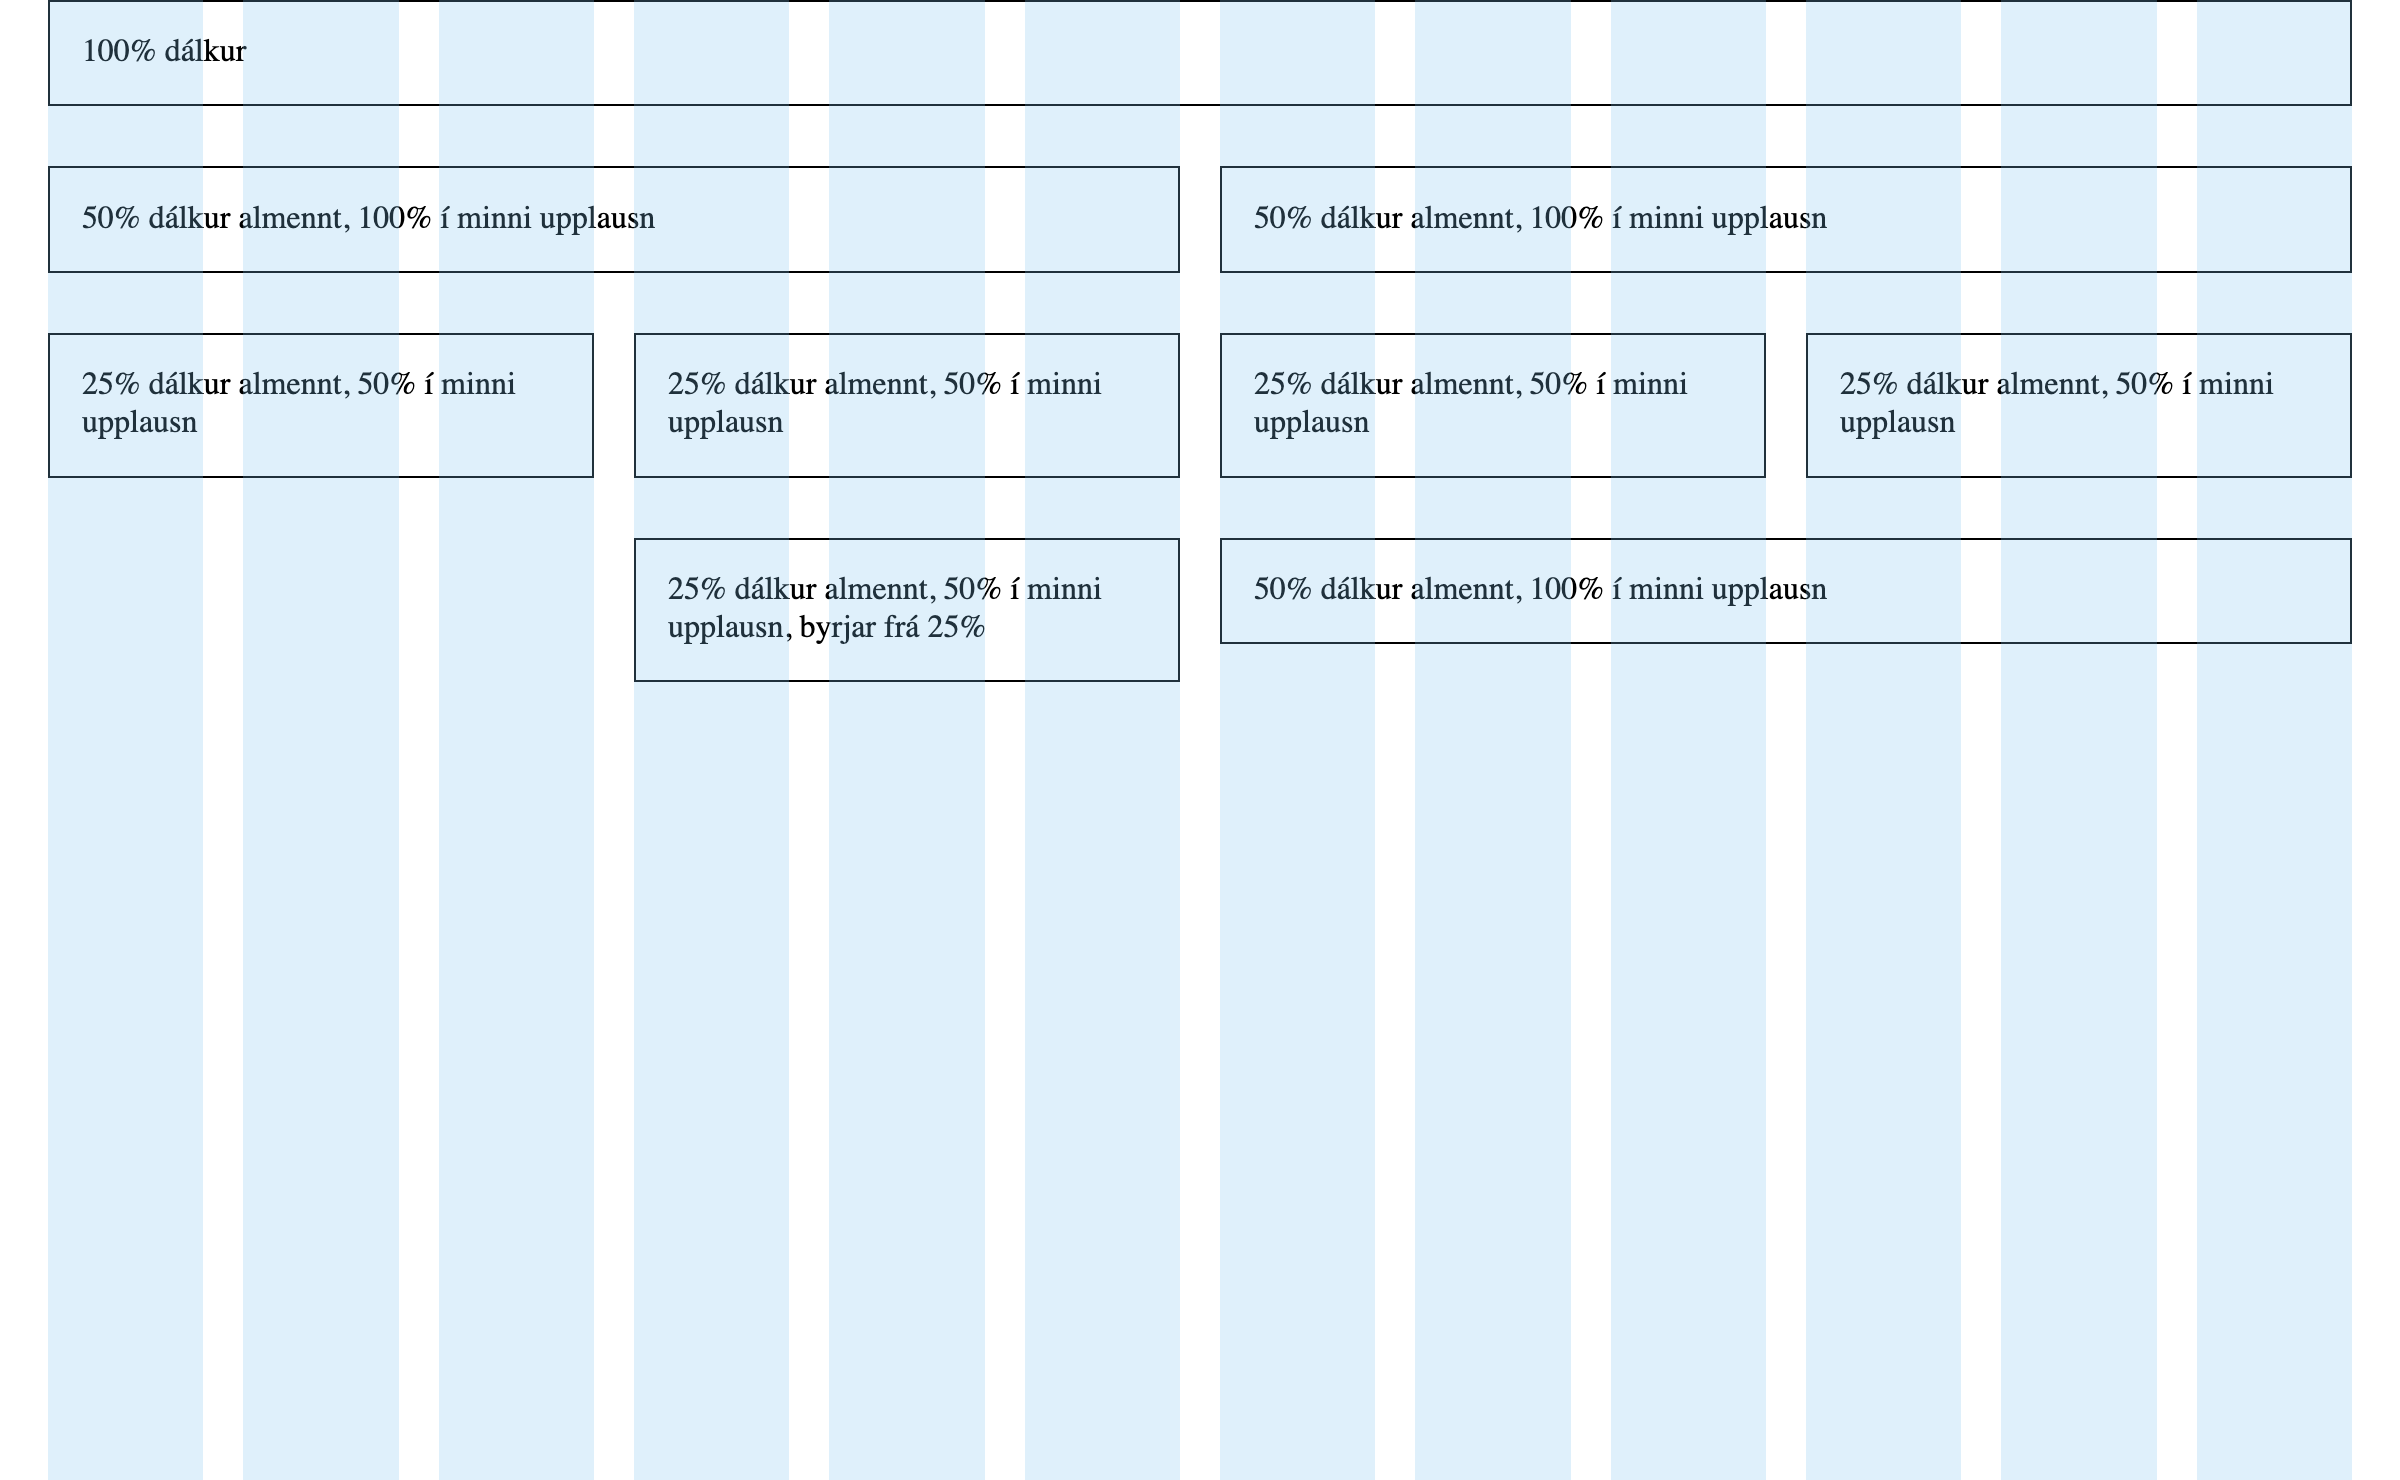 100% dálkur
50% dálkur almennt, 100% í minni upplausn
50% dálkur almennt, 100% í minni upplausn
25% dálkur almennt, 50% í minni
upplausn
25% dálkur almennt, 50% í minni
upplausn
25% dálkur almennt, 50% í minni
upplausn
25% dálkur almennt, 50% í minni
upplausn
25% dálkur almennt, 50% í minni
upplausn, byrjar frá 25%
50% dálkur almennt, 100% í minni upplausn